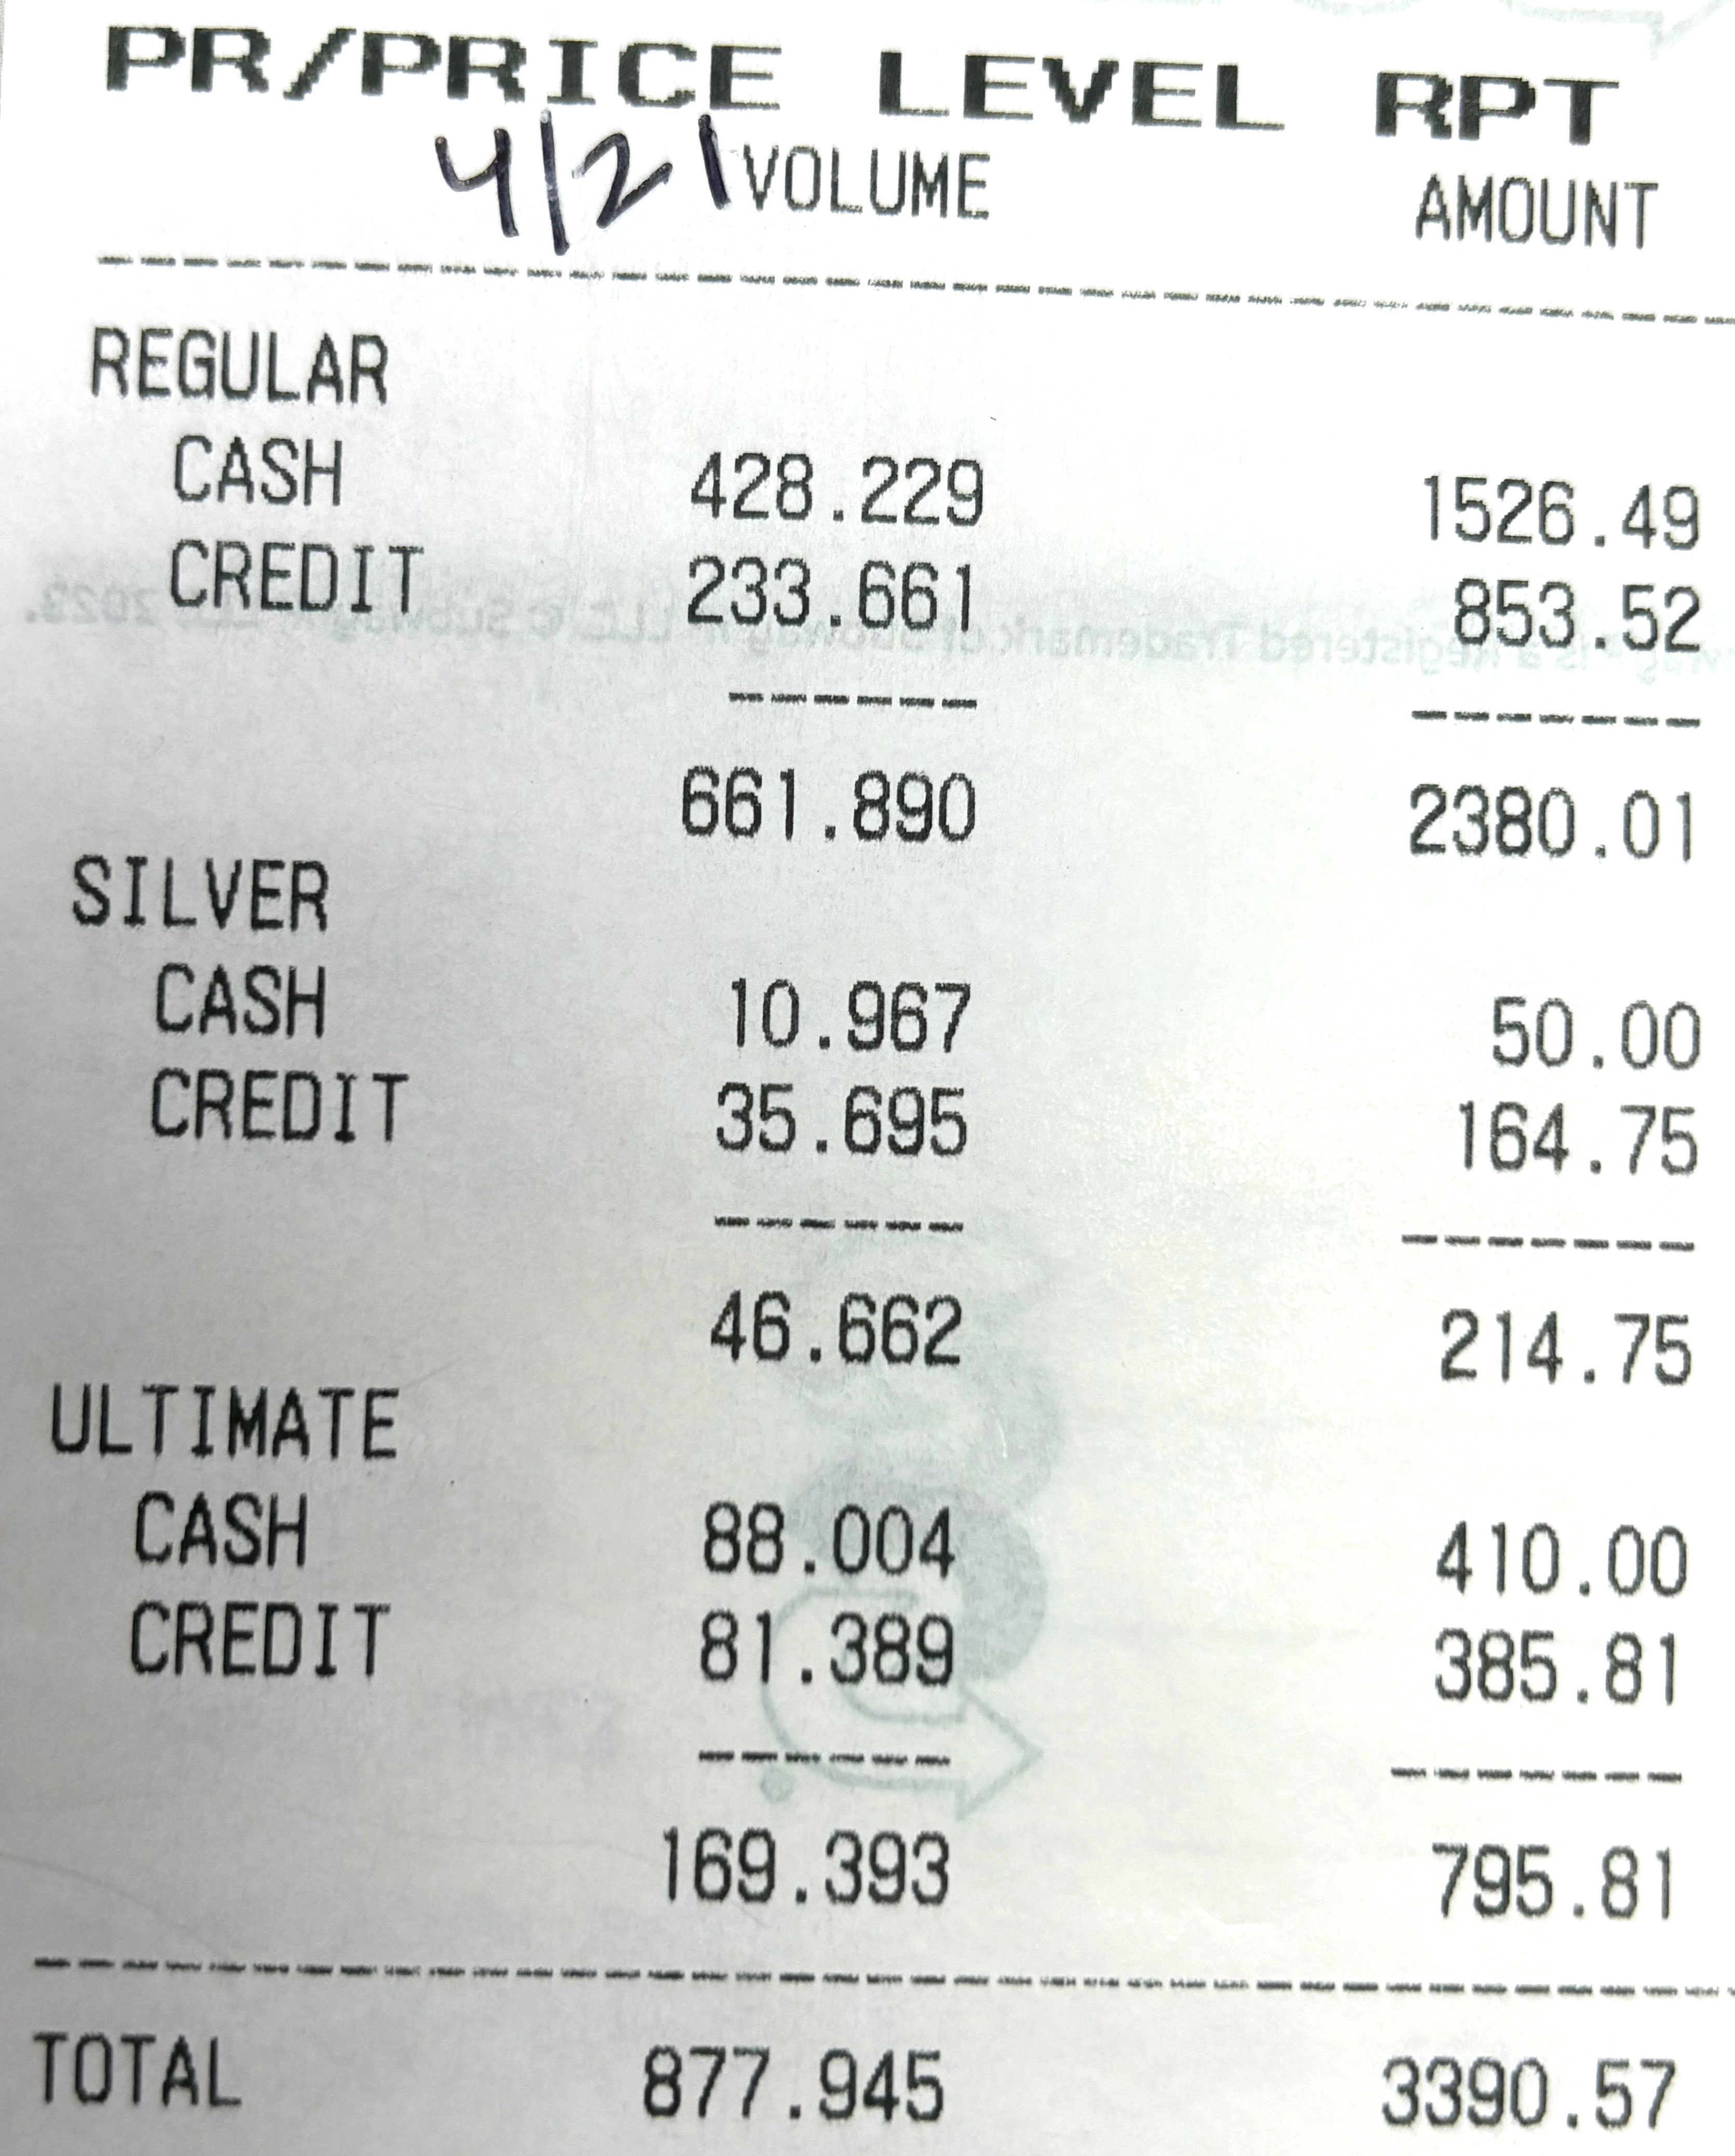 PR/PRICE LEVEL RPT
4/21 VOLUME AMOUNT
REGULAR
CASH 428.229 1526.49
CREDIT 233.661 853.52
661.890 2380.01
SILVER
CASH 10.967 50.00
CREDIT 35.695 164.75
46.662 214.75
ULTIMATE
CASH 88.004 410.00
CREDIT 81.389 385.81
169.393 795.81
TOTAL 877.945 3390.57